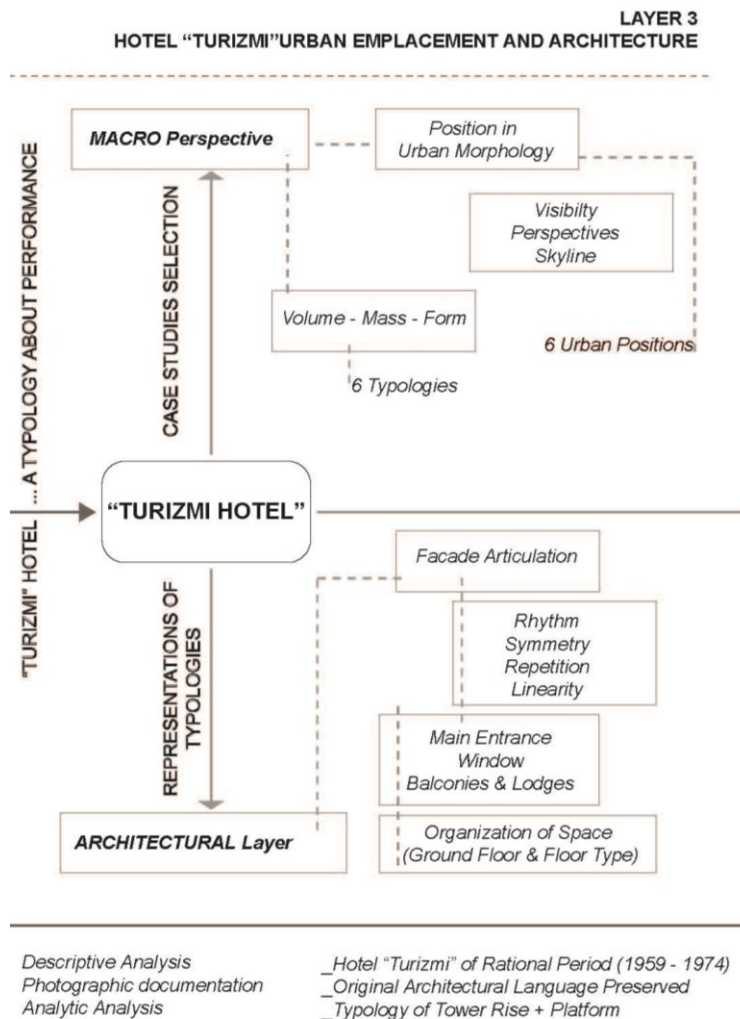 LAYER 3
HOTEL “TURIZMI”URBAN EMPLACEMENT AND ARCHITECTURE
"TURIZMI" HOTEL ... A TYPOLOGY ABOUT PERFORMANCE
MACRO Perspective
Position in
Urban Morphology
Visibilty
Perspectives
Skyline
CASE STUDIES SELECTION
Volume - Mass - Form
6 Urban Positions
6 Typologies
“TURIZMI HOTEL”
Facade Articulation
REPRESENTATIONS OF
TYPOLOGIES
Rhythm
Symmetry
Repetition
Linearity
Main Entrance
Window
Balconies & Lodges
ARCHITECTURAL Layer
Organization of Space
(Ground Floor & Floor Type)
Descriptive Analysis
Photographic documentation
Analytic Analysis
_Hotel “Turizmi” of Rational Period (1959 - 1974)
_Original Architectural Language Preserved
_Typology of Tower Rise + Platform